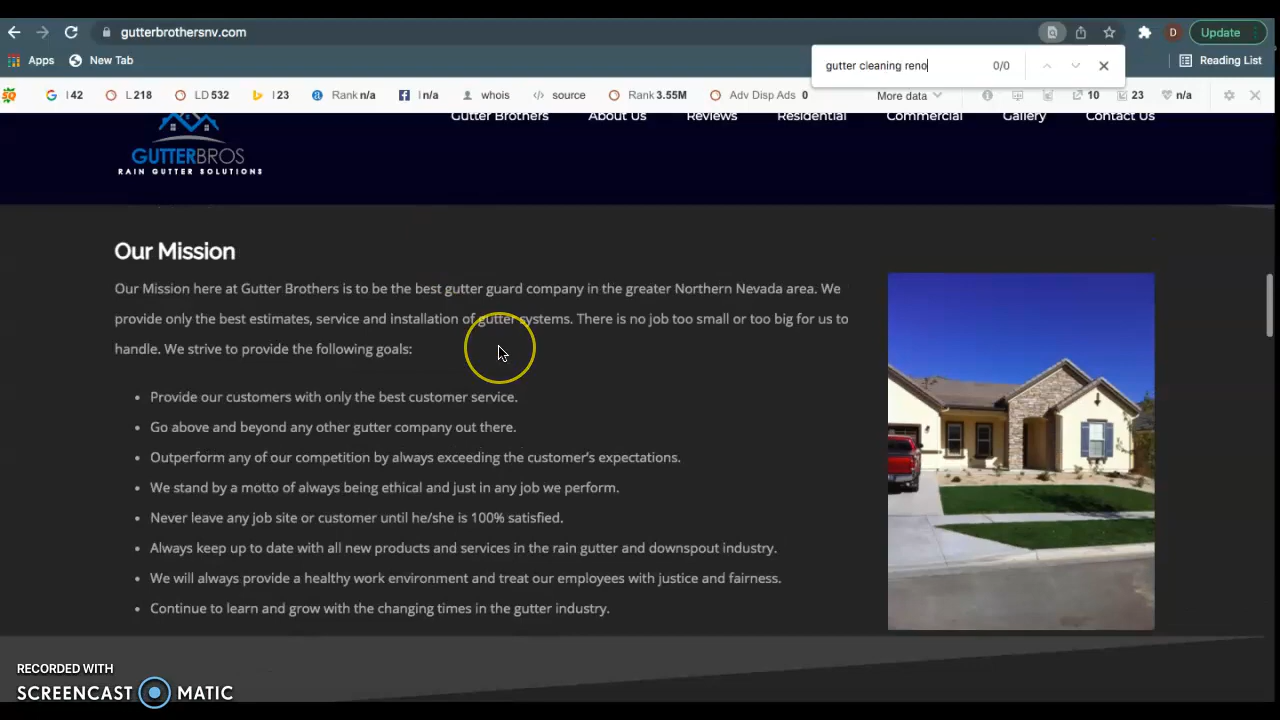 gutterbrothersnv.com
D
Update
Apps
New Tab
gutter cleaning reno
0/0
Reading List
SQ
I 42
L 218
LD 532
I 23
Rank n/a
I n/a
whois
source
Rank 3.55M
Adv Disp Ads 0
More data
10
23
n/a
Gutter Brothers
About Us
Reviews
Residential
Commercial
Gallery
Contact Us
GUTTERBROS
RAIN GUTTER SOLUTIONS
Our Mission
Our Mission here at Gutter Brothers is to be the best gutter guard company in the greater Northern Nevada area. We
provide only the best estimates, service and installation of gutter systems. There is no job too small or too big for us to
handle. We strive to provide the following goals:
• Provide our customers with only the best customer service.
• Go above and beyond any other gutter company out there.
• Outperform any of our competition by always exceeding the customer's expectations.
• We stand by a motto of always being ethical and just in any job we perform.
• Never leave any job site or customer until he/she is 100% satisfied.
• Always keep up to date with all new products and services in the rain gutter and downspout industry.
• We will always provide a healthy work environment and treat our employees with justice and fairness.
• Continue to learn and grow with the changing times in the gutter industry.
RECORDED WITH
SCREENCAST MATIC